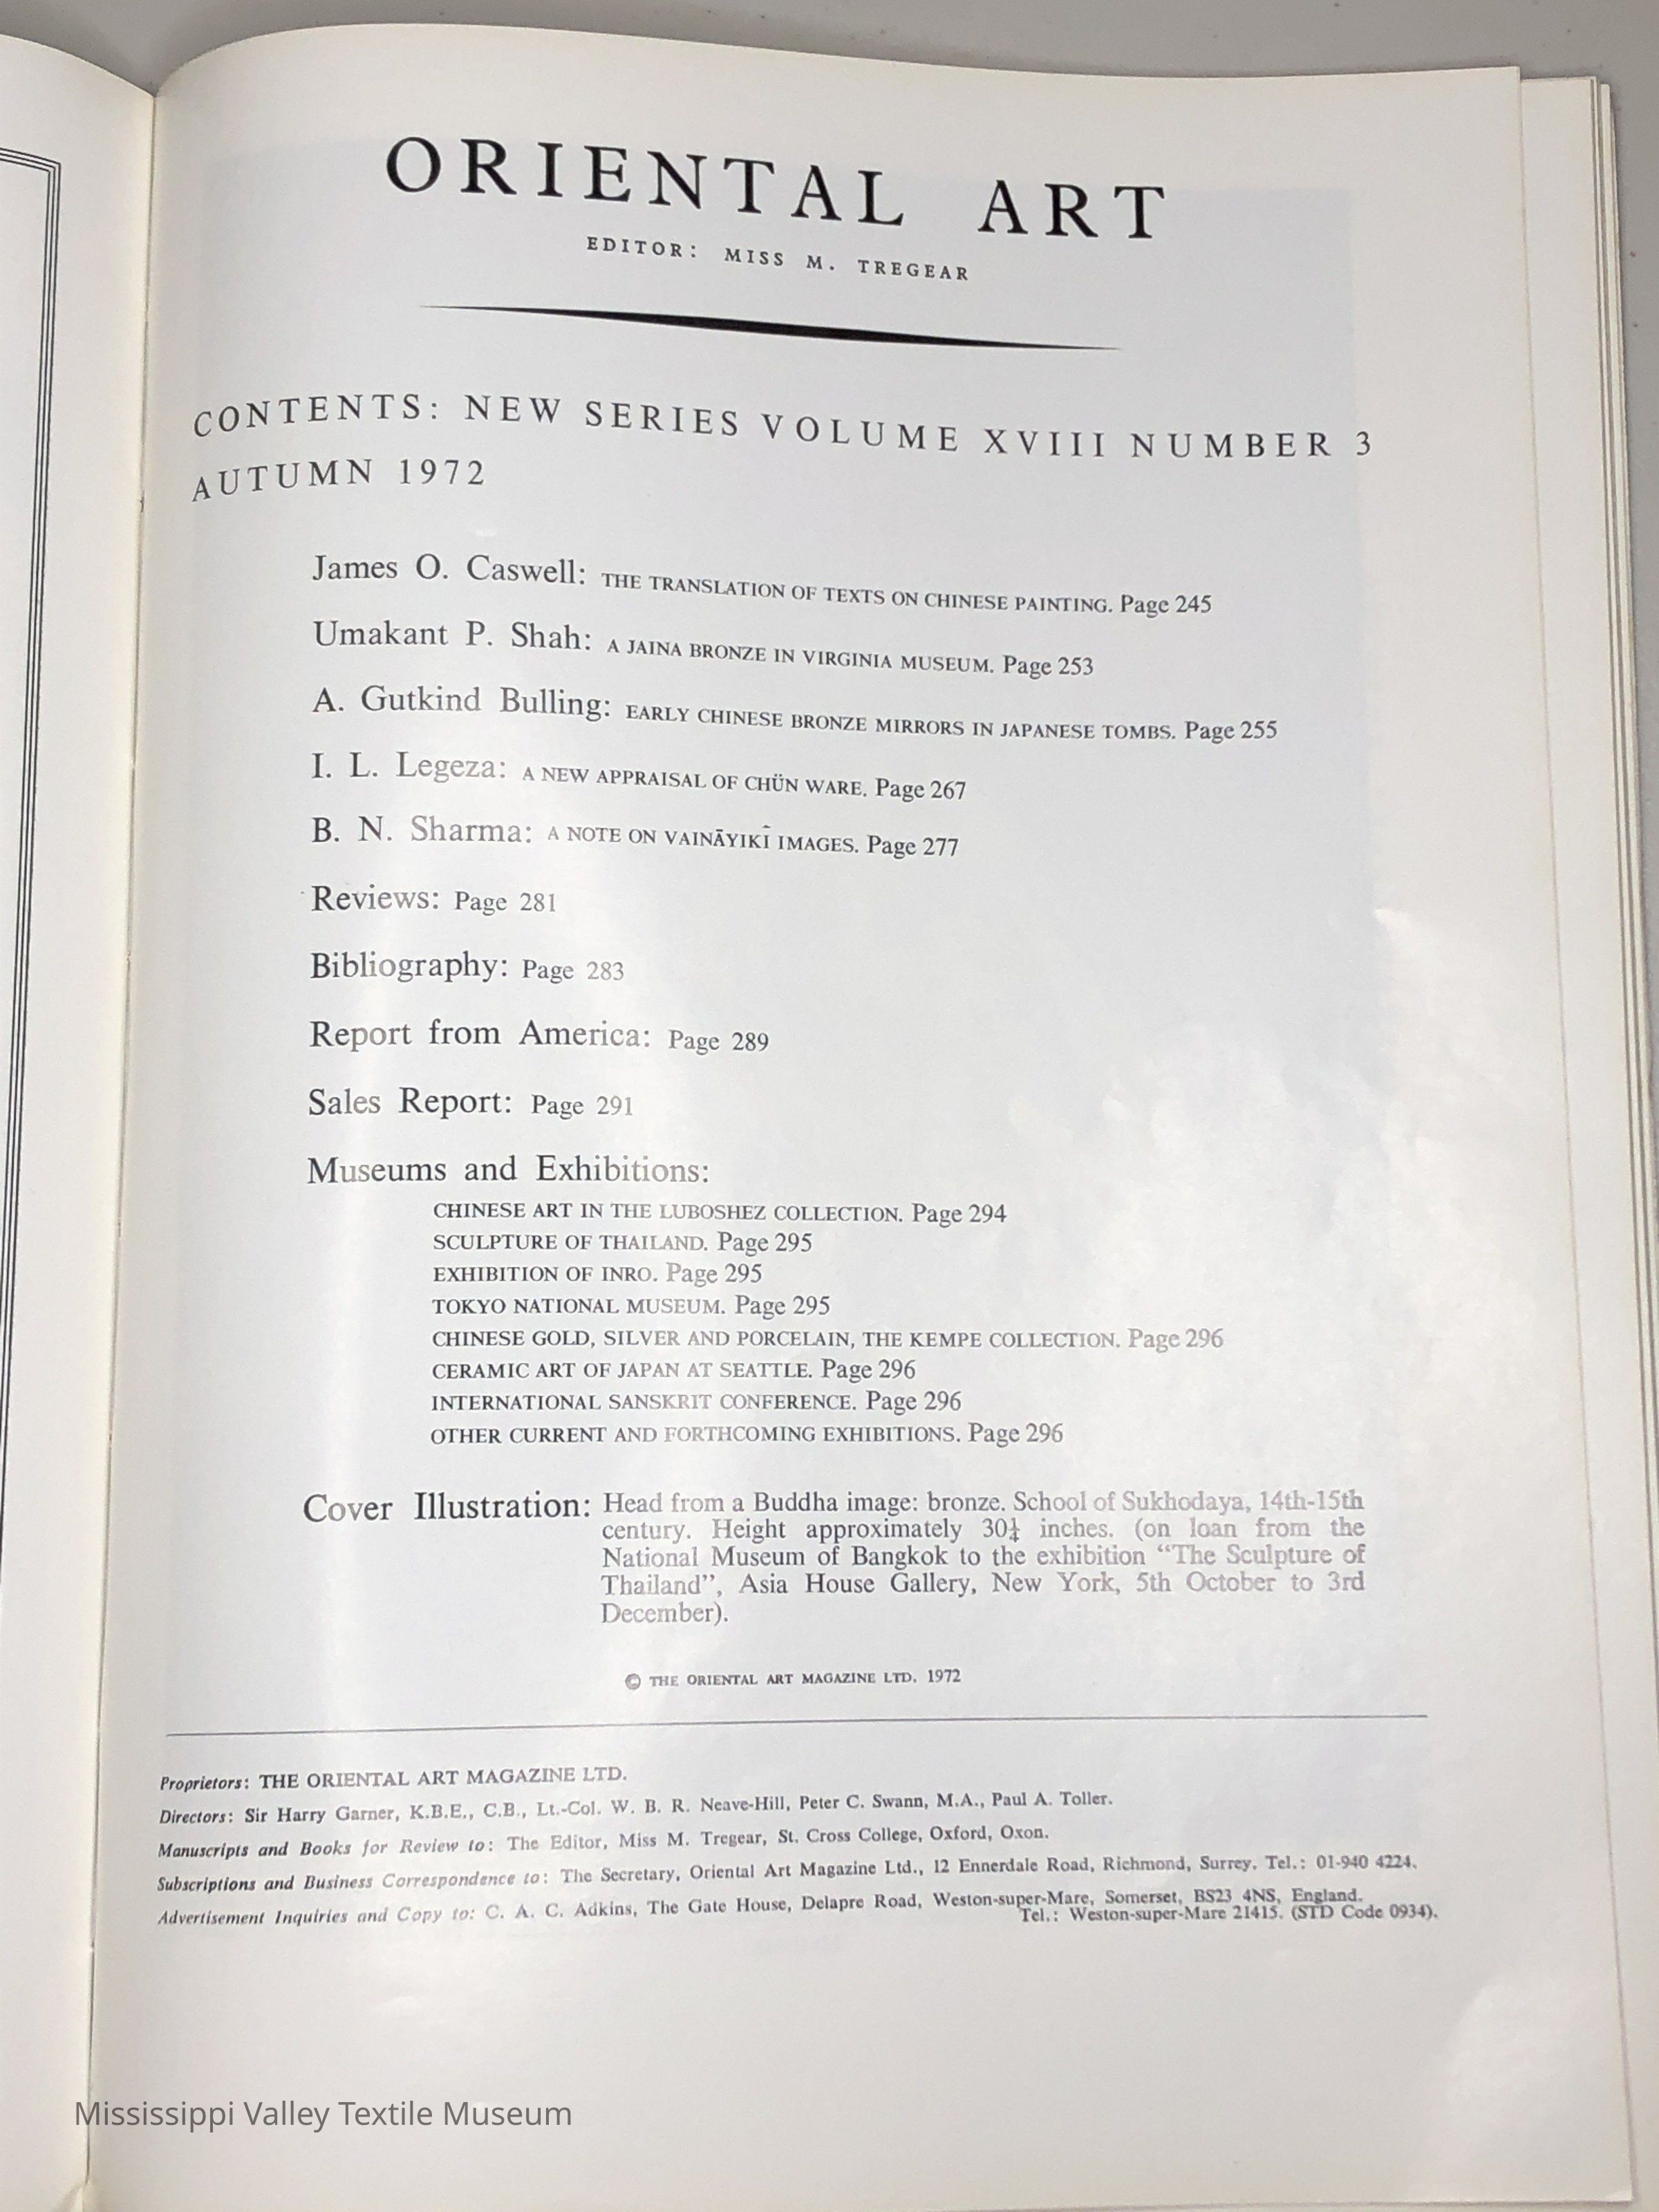 ORIENTAL ART
EDITOR: MISS M. TREGEAR
CONTENTS: NEW SERIES VOLUME XVIII NUMBER 3
AUTUMN 1972
James O. Caswell: THE TRANSLATION OF TEXTS ON CHINESE PAINTING. Page 245
Umakant P. Shah: A JAINA BRONZE IN VIRGINIA MUSEUM. Page 253
A. Gutkind Bulling: EARLY CHINESE BRONZE MIRRORS IN JAPANESE TOMBS. Page 255
I. L. Legeza: A NEW APPRAISAL OF CHÜN WARE. Page 267
B. N. Sharma: A NOTE ON VAINĀYIKĪ IMAGES. Page 277
Reviews: Page 281
Bibliography: Page 283
Report from America: Page 289
Sales Report: Page 291
Museums and Exhibitions:
CHINESE ART IN THE LUBOSHEZ COLLECTION. Page 294
SCULPTURE OF THAILAND. Page 295
EXHIBITION OF INRO. Page 295
TOKYO NATIONAL MUSEUM. Page 295
CHINESE GOLD, SILVER AND PORCELAIN, THE KEMPE COLLECTION. Page 296
CERAMIC ART OF JAPAN AT SEATTLE. Page 296
INTERNATIONAL SANSKRIT CONFERENCE. Page 296
OTHER CURRENT AND FORTHCOMING EXHIBITIONS. Page 296
Cover Illustration: Head from a Buddha image: bronze. School of Sukhodaya, 14th-15th
century. Height approximately 30¼ inches. (on loan from the
National Museum of Bangkok to the exhibition “The Sculpture of
Thailand”, Asia House Gallery, New York, 5th October to 3rd
December).
© THE ORIENTAL ART MAGAZINE LTD. 1972
Proprietors: THE ORIENTAL ART MAGAZINE LTD.
Directors: Sir Harry Garner, K.B.E., C.B., Lt.-Col. W. B. R. Neave-Hill, Peter C. Swann, M.A., Paul A. Toller.
Manuscripts and Books for Review to: The Editor, Miss M. Tregear, St. Cross College, Oxford, Oxon.
Subscriptions and Business Correspondence to: The Secretary, Oriental Art Magazine Ltd., 12 Ennerdale Road, Richmond, Surrey. Tel.: 01-940 4224.
Advertisement Inquiries and Copy to: C. A. C. Adkins, The Gate House, Delapre Road, Weston-super-Mare, Somerset, BS23 4NS, England.
Tel.: Weston-super-Mare 21415. (STD Code 0934).
Mississippi Valley Textile Museum